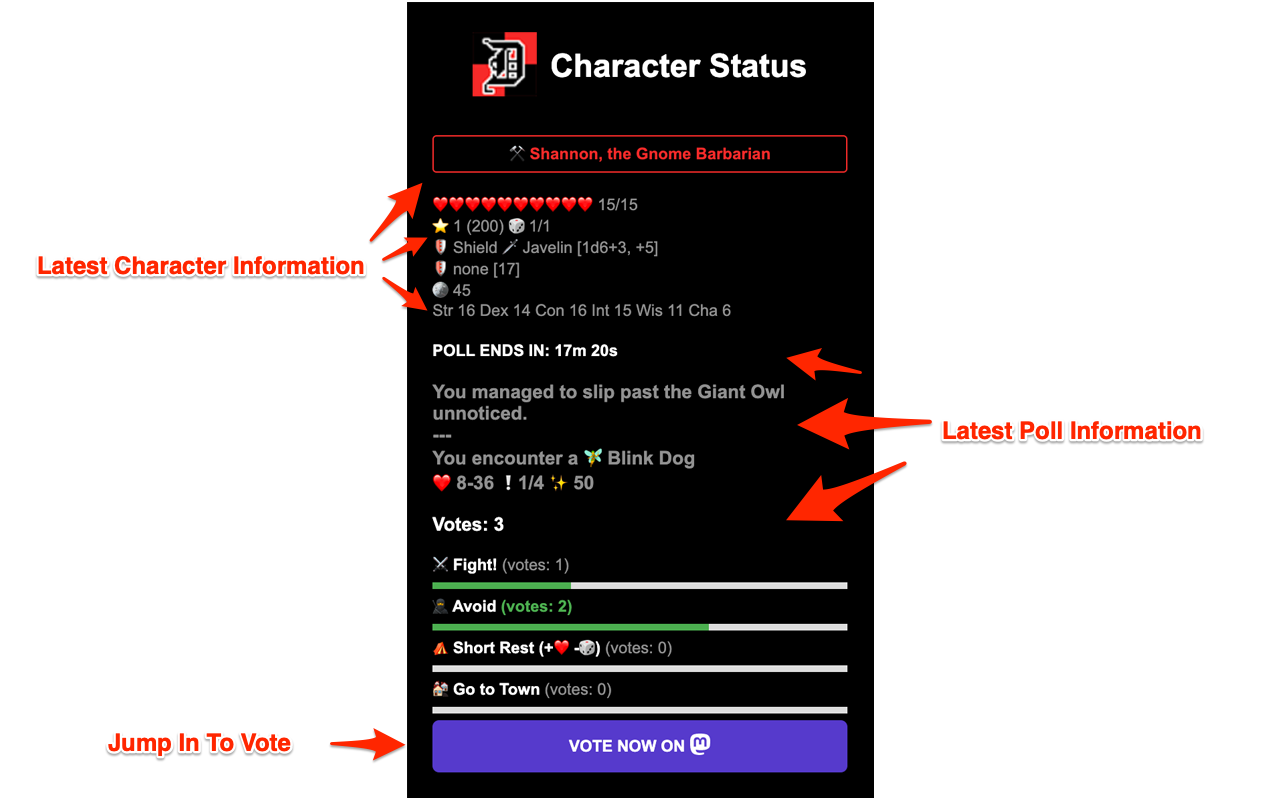 Character Status
⚒ Shannon, the Gnome Barbarian
❤️❤️❤️❤️❤️❤️❤️❤️❤️❤️ 15/15
⭐ 1 (200) 🎲 1/1
🛡 Shield 🗡 Javelin [1d6+3, +5]
🛡 none [17]
🌑 45
Str 16 Dex 14 Con 16 Int 15 Wis 11 Cha 6
Latest Character Information
POLL ENDS IN: 17m 20s
You managed to slip past the Giant Owl
unnoticed.
---
You encounter a 🧚 Blink Dog
❤️ 8-36 ❕ 1/4 ✨ 50
Latest Poll Information
Votes: 3
⚔ Fight! (votes: 1)
🥷 Avoid (votes: 2)
⛺ Short Rest (+❤️ -🎲) (votes: 0)
🏘 Go to Town (votes: 0)
Jump In To Vote
VOTE NOW ON